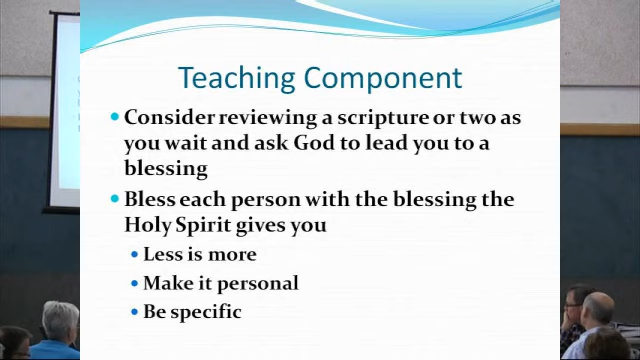 Teaching Component
Consider reviewing a scripture or two as
you wait and ask God to lead you to a
blessing
Bless each person with the blessing the
Holy Spirit gives you
Less is more
Make it personal
Be specific